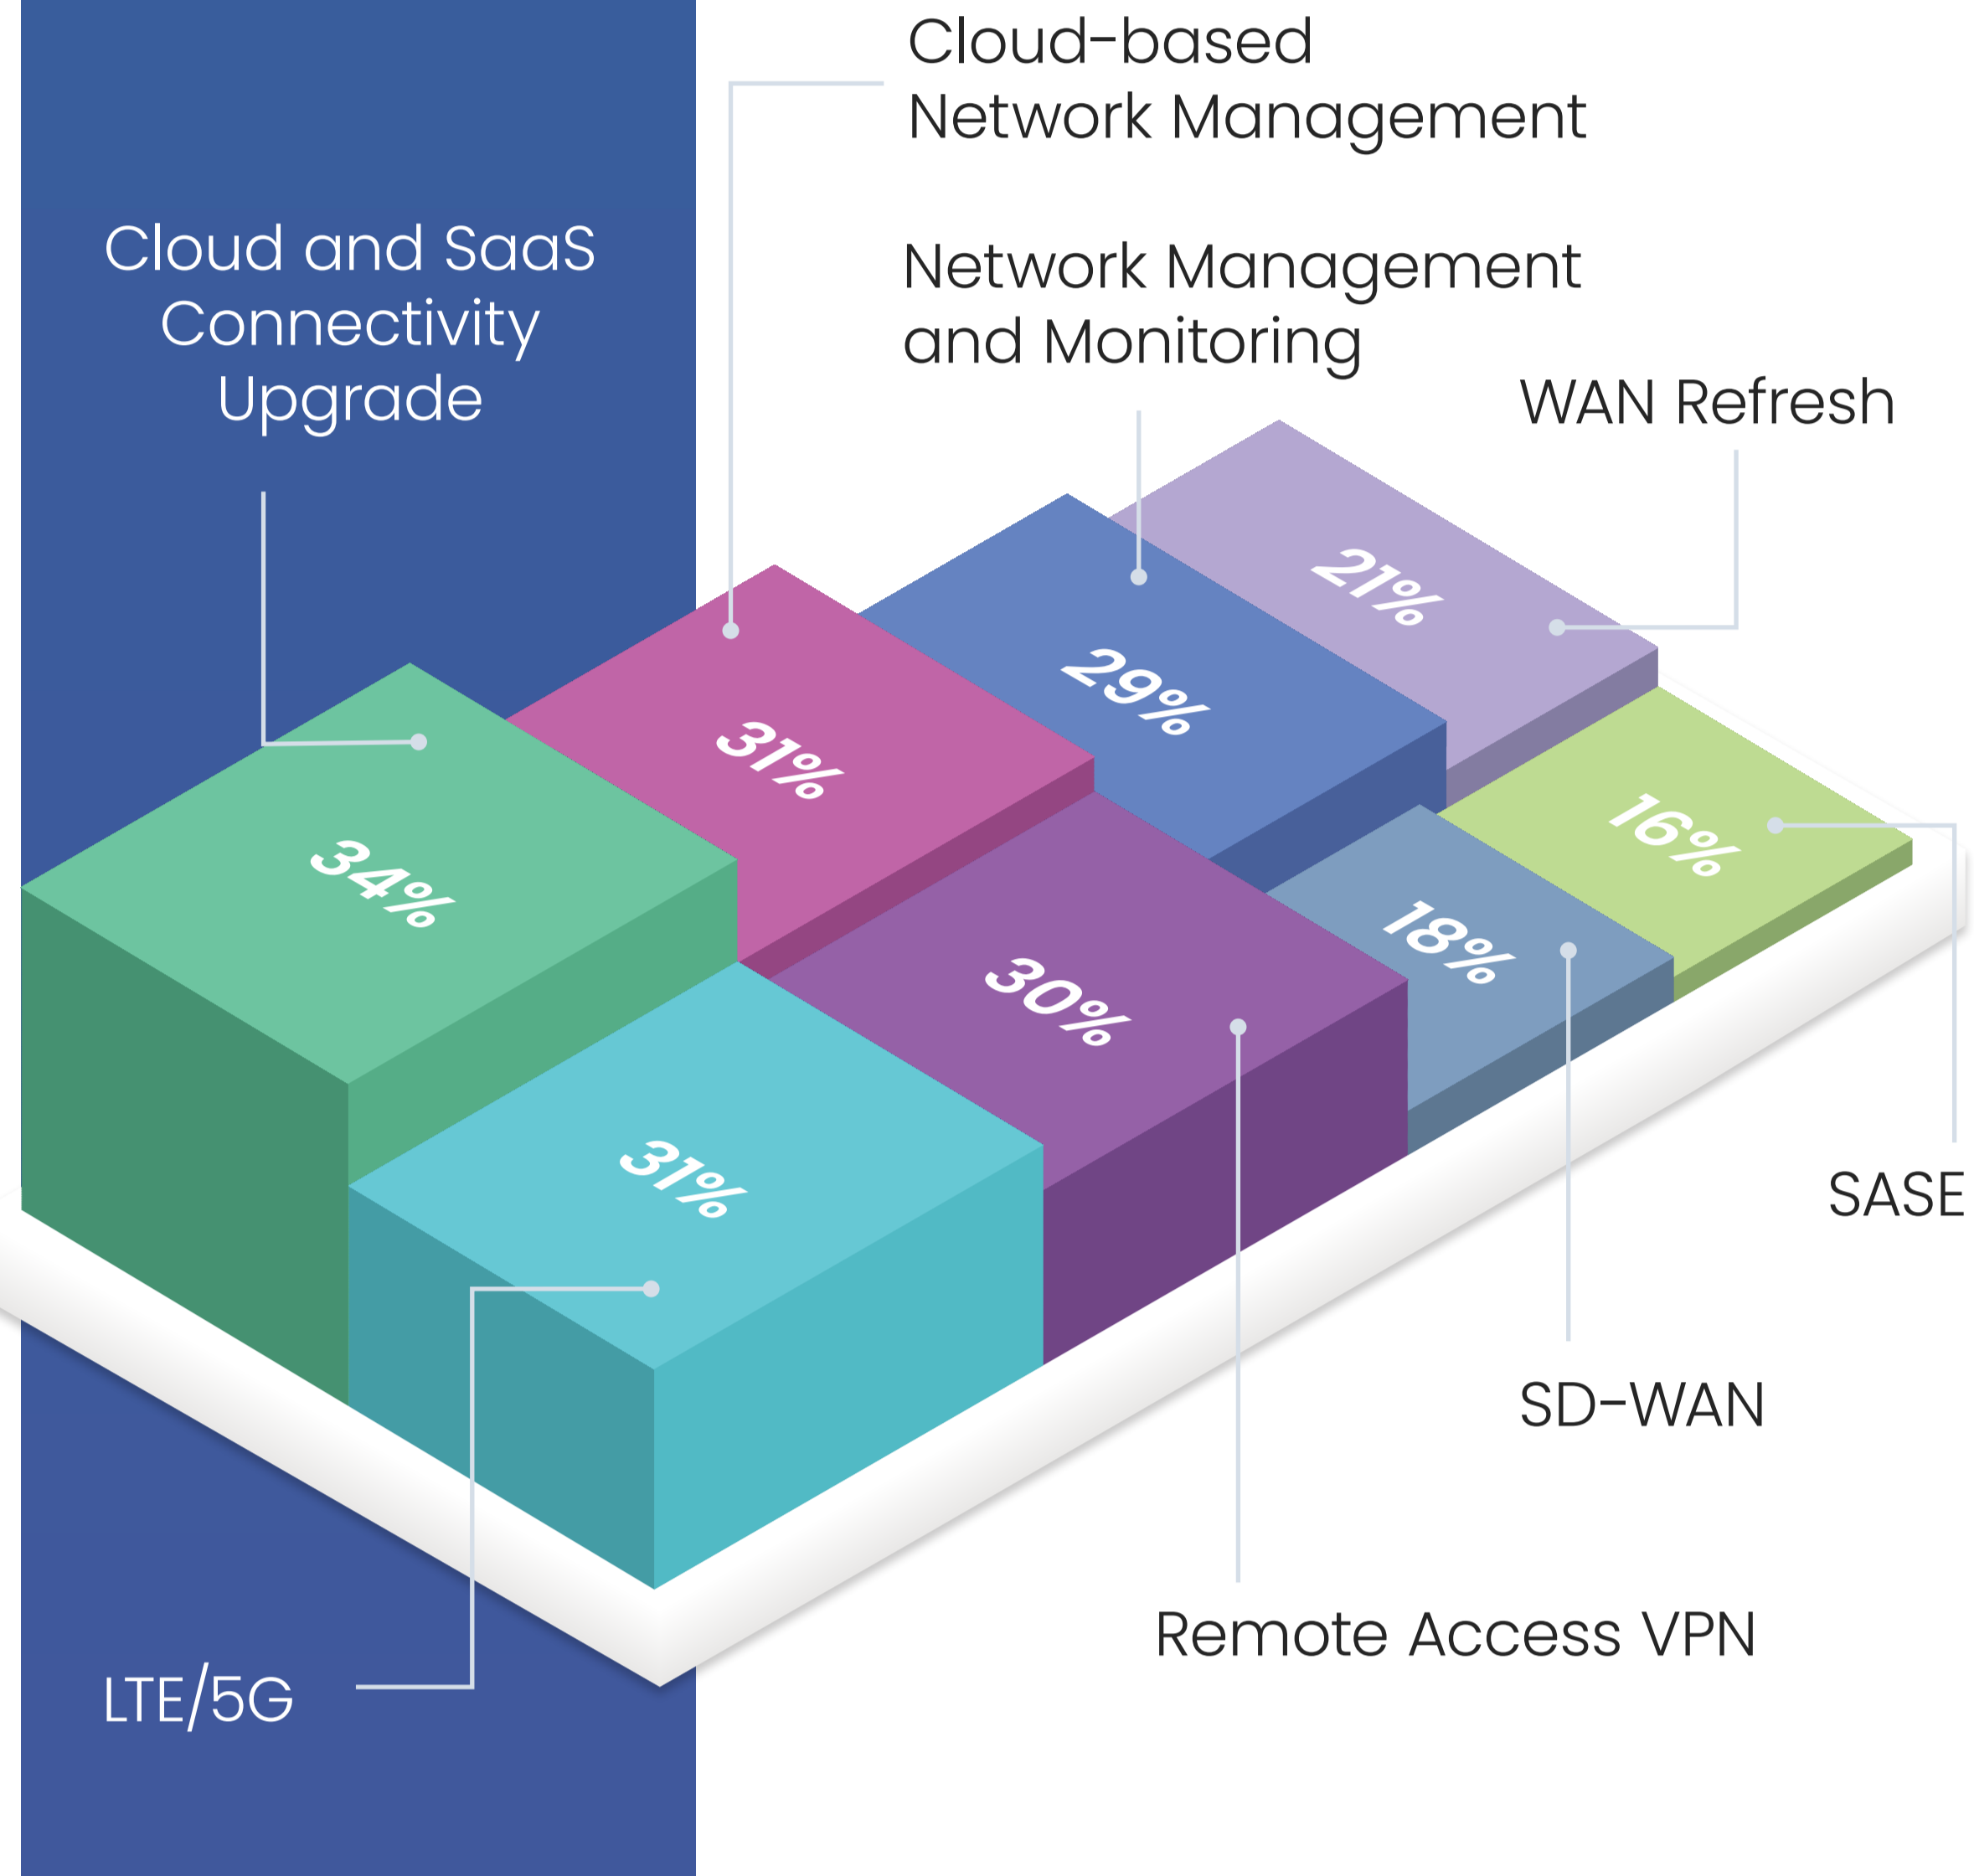 Cloud-based
Network Management
Cloud and SaaS
Connectivity
Upgrade
Network Management
and Monitoring
WAN Refresh
21%
29%
31%
16%
34%
18%
30%
31%
SASE
SD-WAN
Remote Access VPN
LTE/5G